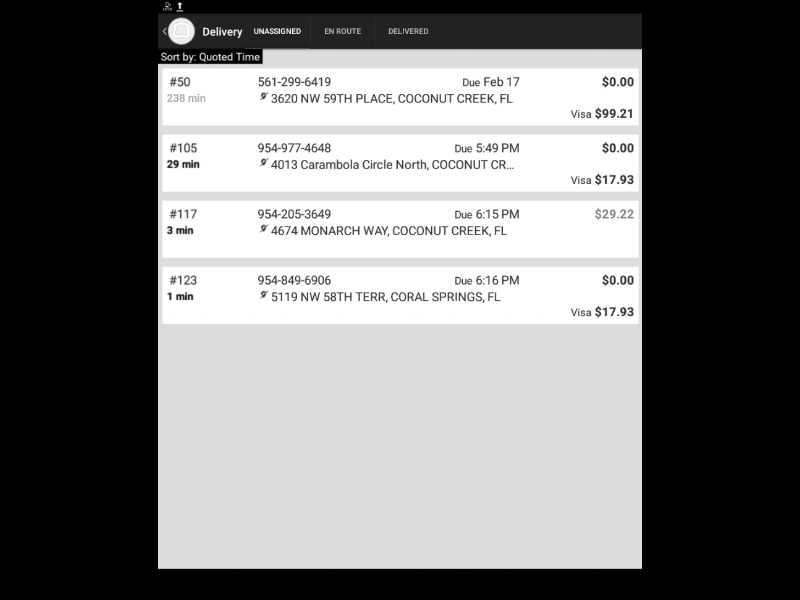 Delivery UNASSIGNED EN ROUTE DELIVERED
Sort by: Quoted Time
#50 561-299-6419 Due Feb 17 $0.00
238 min 3620 NW 59TH PLACE, COCONUT CREEK, FL
Visa $99.21
#105 954-977-4648 Due 5:49 PM $0.00
29 min 4013 Carambola Circle North, COCONUT CR...
Visa $17.93
#117 954-205-3649 Due 6:15 PM $29.22
3 min 4674 MONARCH WAY, COCONUT CREEK, FL
#123 954-849-6906 Due 6:16 PM $0.00
1 min 5119 NW 58TH TERR, CORAL SPRINGS, FL
Visa $17.93